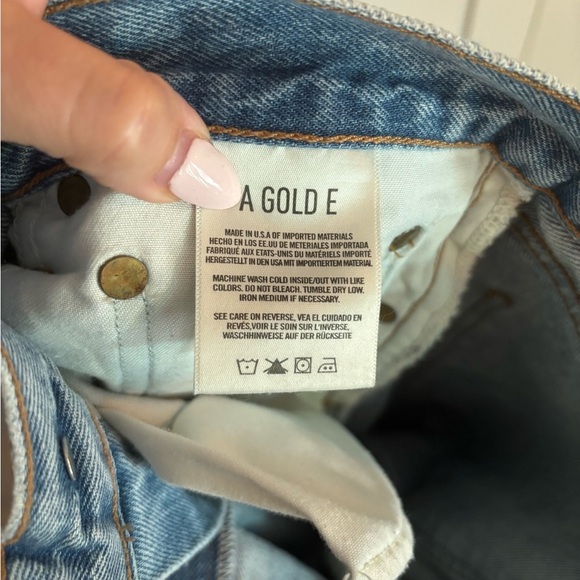 A GOLD E
MADE IN U.S.A OF IMPORTED MATERIALS
HECHO EN LOS EE.UU DE METERIALES IMPORTADA
FABRIQUÉ AUX ETATS-UNIS DU MATÉRIELS IMPORTÉ
HERGESTELLT IN DEN USA MIT IMPORTIERTEM MATERIAL
MACHINE WASH COLD INSIDE/OUT WITH LIKE
COLORS. DO NOT BLEACH. TUMBLE DRY LOW.
IRON MEDIUM IF NECESSARY.
SEE CARE ON REVERSE, VEA EL CUIDADO EN
REVÉS,VOIR LE SOIN SUR L'INVERSE,
WASCHHINWEISE AUF DER RÜCKSEITE